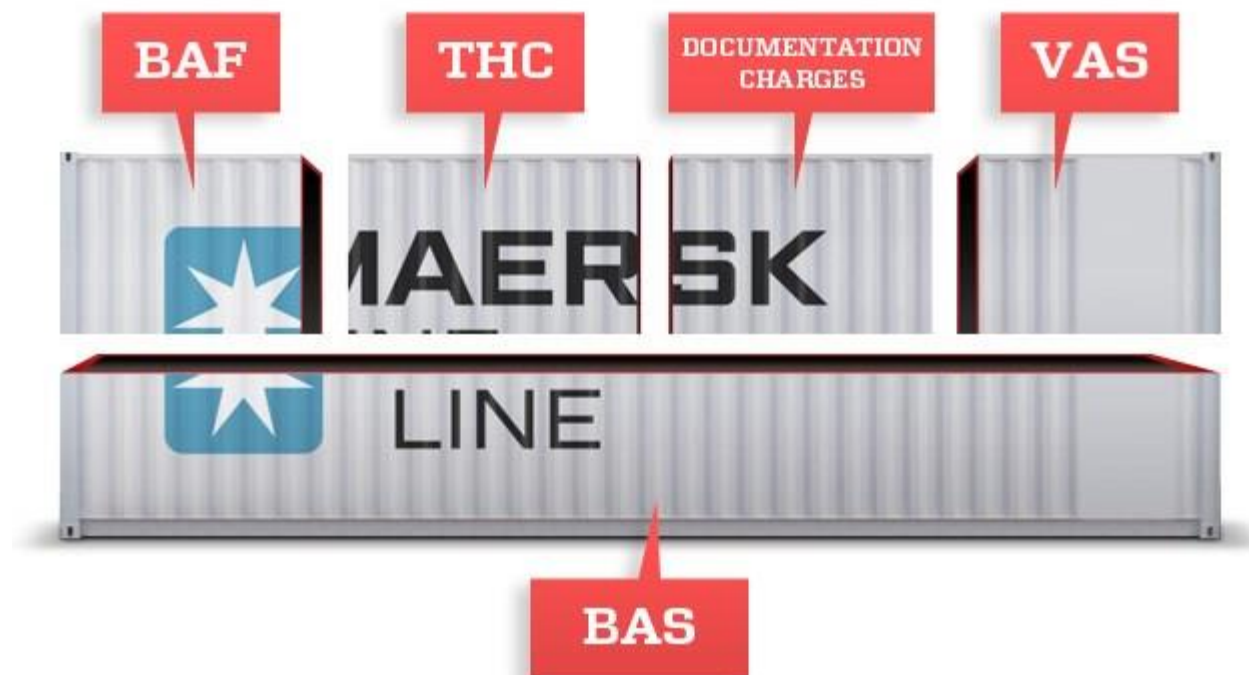 BAF
THC
DOCUMENTATION
CHARGES
VAS
MAERSK
LINE
BAS